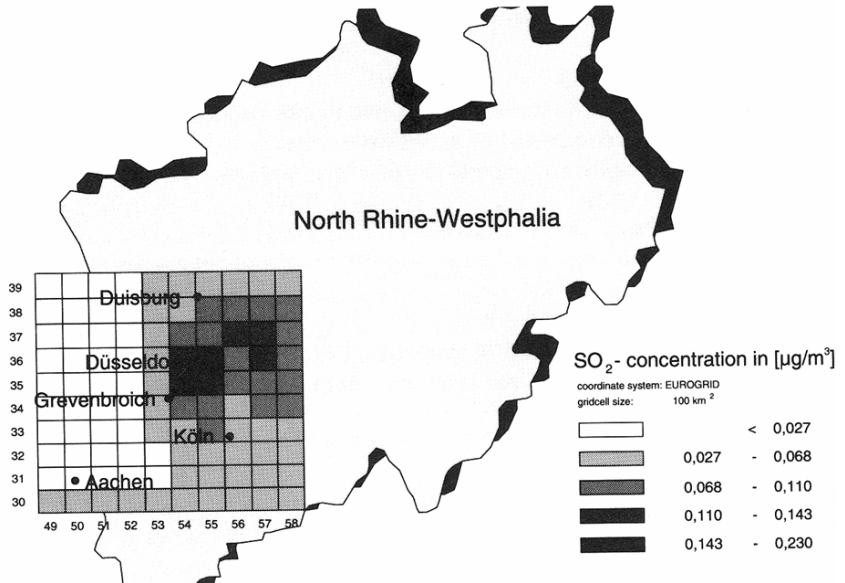 North Rhine-Westphalia
39
38
37
36
35
34
33
32
31
30
Duisburg
Düsseldo
Grevenbroich
Köln
Aachen
49 50 51 52 53 54 55 56 57 58
SO2- concentration in [µg/m³]
coordinate system: EUROGRID
gridcell size: 100 km²
< 0,027
0,027 - 0,068
0,068 - 0,110
0,110 - 0,143
0,143 - 0,230